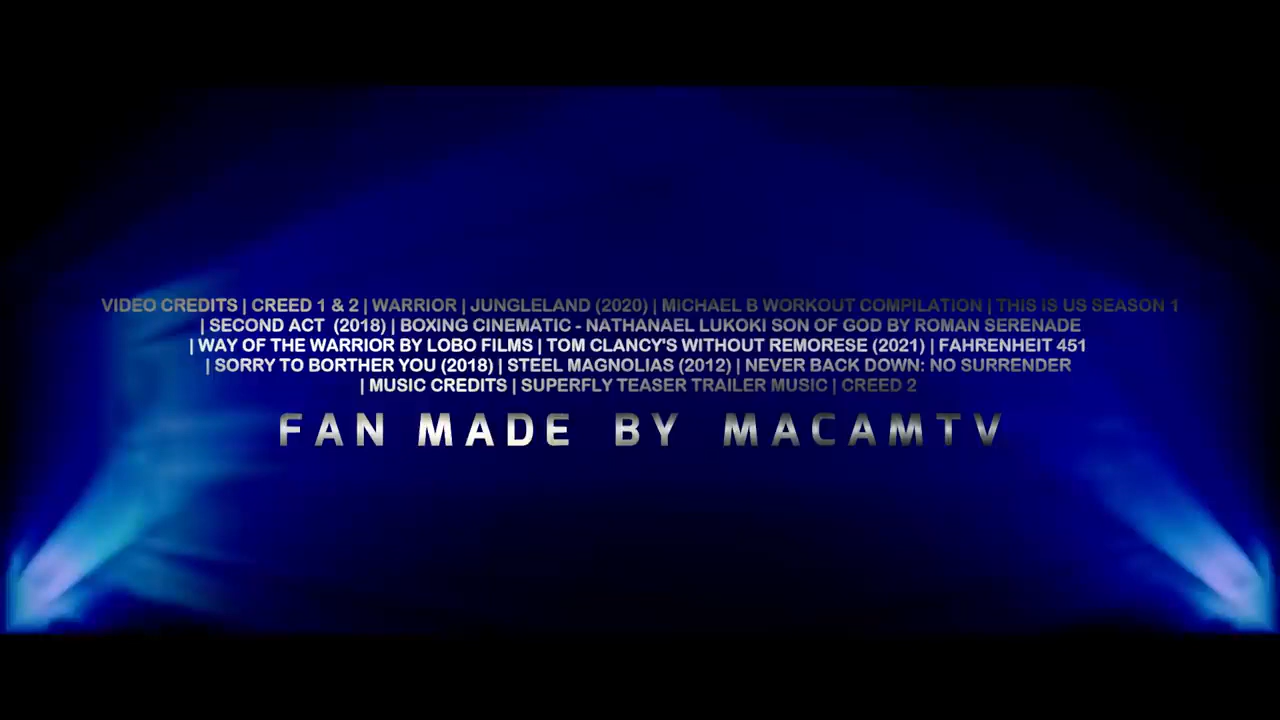 VIDEO CREDITS | CREED 1 & 2 | WARRIOR | JUNGLELAND (2020) | MICHAEL B WORKOUT COMPILATION | THIS IS US SEASON 1
| SECOND ACT (2018) | BOXING CINEMATIC - NATHANAEL LUKOKI SON OF GOD BY ROMAN SERENADE
| WAY OF THE WARRIOR BY LOBO FILMS | TOM CLANCY'S WITHOUT REMORESE (2021) | FAHRENHEIT 451
| SORRY TO BORTHER YOU (2018) | STEEL MAGNOLIAS (2012) | NEVER BACK DOWN: NO SURRENDER
| MUSIC CREDITS | SUPERFLY TEASER TRAILER MUSIC | CREED 2
FAN MADE BY MACAMTV